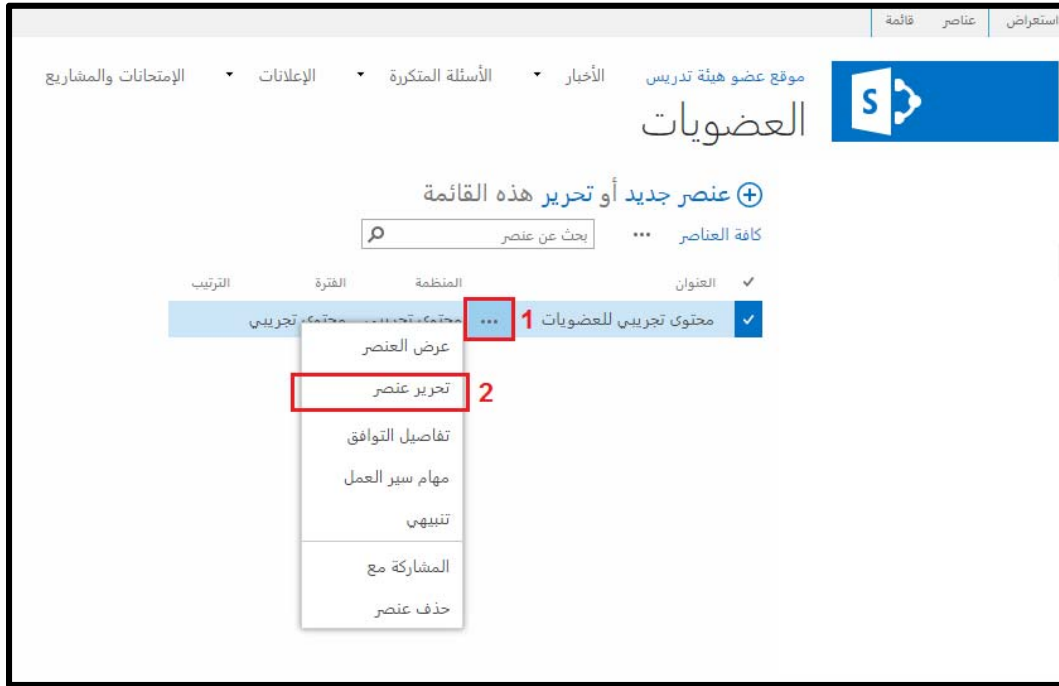 استعراض عناصر قائمة
موقع عضو هيئة تدريس الأخبار الأسئلة المتكررة الإعلانات الإمتحانات والمشاريع
العضويات
عنصر جديد أو تحرير هذه القائمة
كافة العناصر ... بحث عن عنصر
العنوان المنظمة الفترة الترتيب
محتوى تجريبي للعضويات 1 ... محتوى تجريبي محتوى تجريبي
عرض العنصر
تحرير عنصر 2
تفاصيل التوافق
مهام سير العمل
تنبيهي
المشاركة مع
حذف عنصر